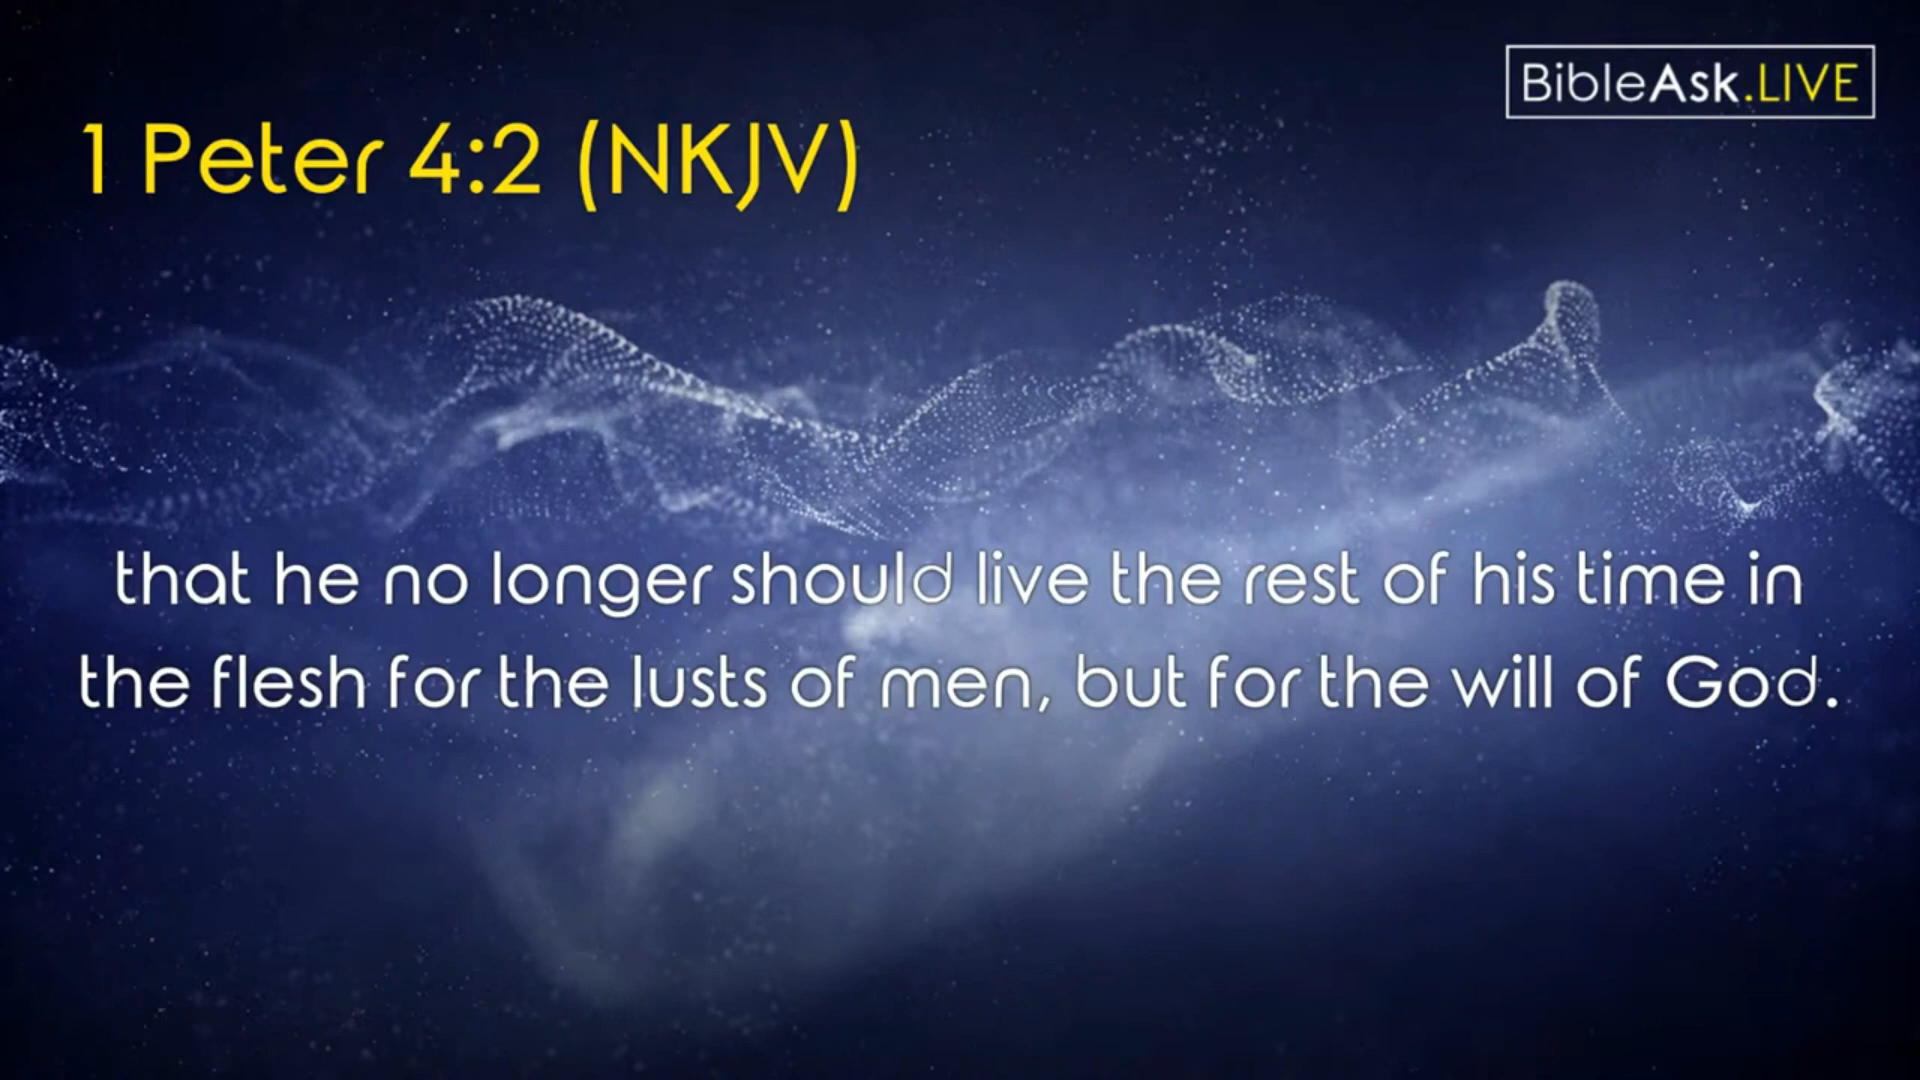 BibleAsk.LIVE
1 Peter 4:2 (NKJV)
that he no longer should live the rest of his time in
the flesh for the lusts of men, but for the will of God.